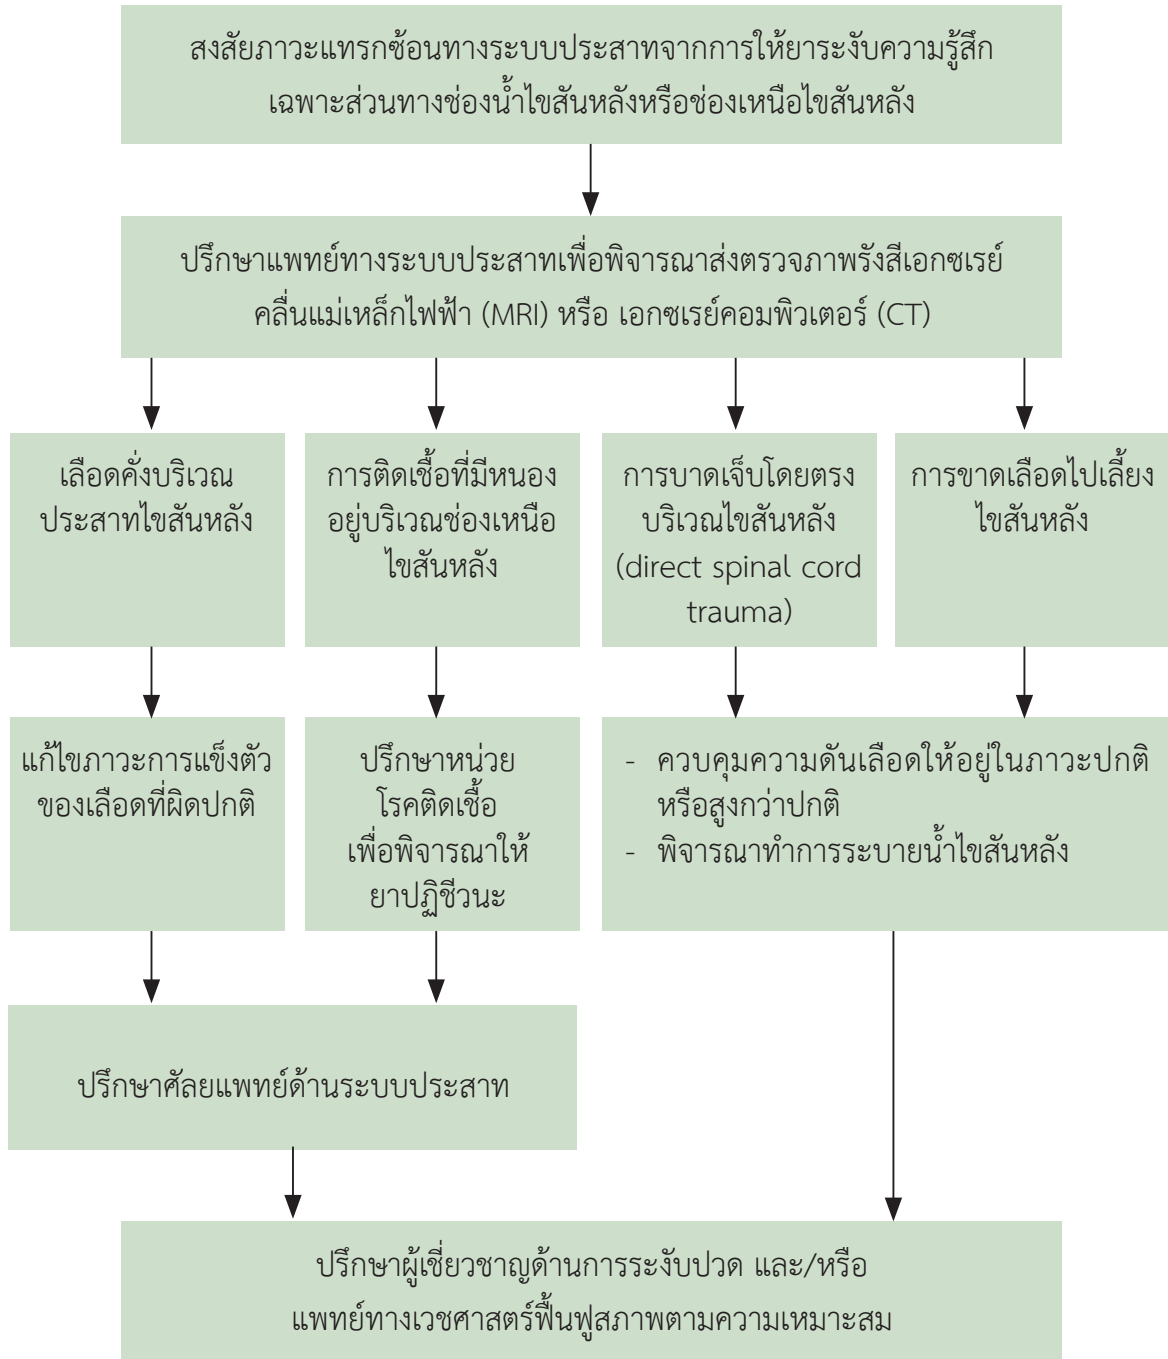 สงสัยภาวะแทรกซ้อนทางระบบประสาทจากการให้ยาระงับความรู้สึก
เฉพาะส่วนทางช่องน้ำไขสันหลังหรือช่องเหนือไขสันหลัง
ปรึกษาแพทย์ทางระบบประสาทเพื่อพิจารณาส่งตรวจภาพรังสีเอกซเรย์
คลื่นแม่เหล็กไฟฟ้า (MRI) หรือ เอกซเรย์คอมพิวเตอร์ (CT)
เลือดคั่งบริเวณ
ประสาทไขสันหลัง
การติดเชื้อที่มีหนอง
อยู่บริเวณช่องเหนือ
ไขสันหลัง
การบาดเจ็บโดยตรง
บริเวณไขสันหลัง
(direct spinal cord
trauma)
การขาดเลือดไปเลี้ยง
ไขสันหลัง
แก้ไขภาวะการแข็งตัว
ของเลือดที่ผิดปกติ
ปรึกษาหน่วย
โรคติดเชื้อ
เพื่อพิจารณาให้
ยาปฏิชีวนะ
- ควบคุมความดันเลือดให้อยู่ในภาวะปกติ
หรือสูงกว่าปกติ
- พิจารณาทำการระบายน้ำไขสันหลัง
ปรึกษาศัลยแพทย์ด้านระบบประสาท
ปรึกษาผู้เชี่ยวชาญด้านการระงับปวด และ/หรือ
แพทย์ทางเวชศาสตร์ฟื้นฟูสภาพตามความเหมาะสม